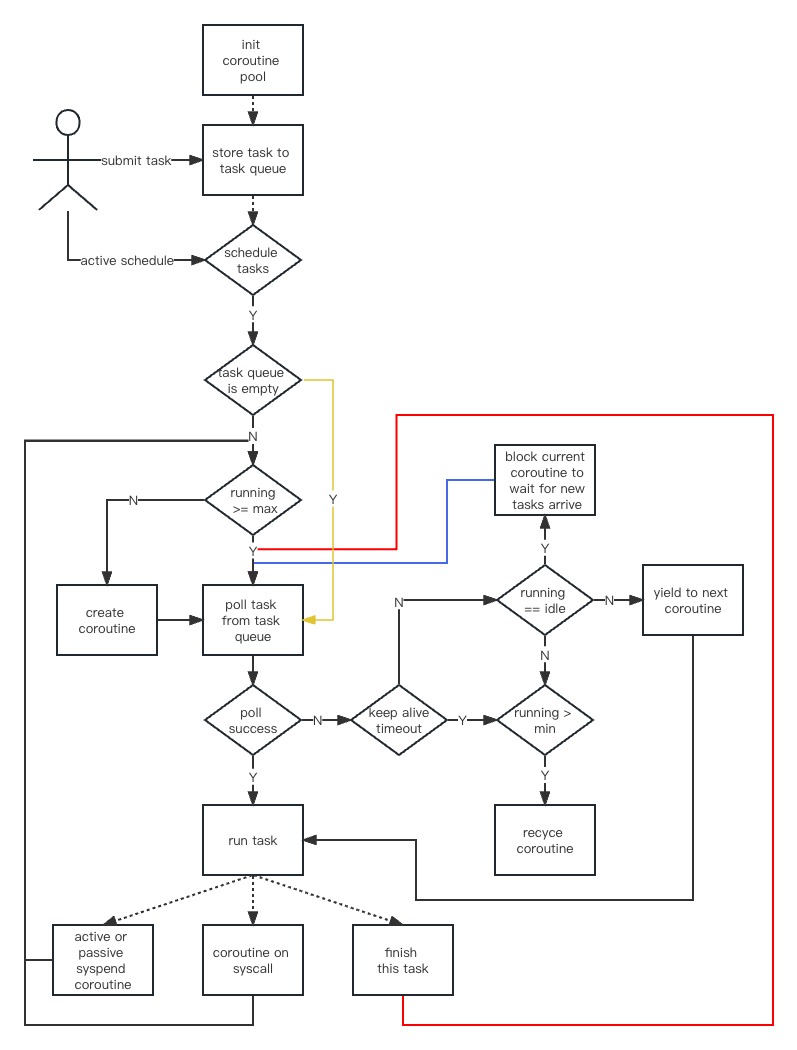 init
coroutine
pool
submit task
store task to
task queue
active schedule
schedule
tasks
Y
task queue
is empty
N
Y
running
>= max
N
Y
block current
coroutine to
wait for new
tasks arrive
Y
create
coroutine
poll task
from task
queue
N
running
== idle
N
yield to next
coroutine
N
poll
success
N
keep alive
timeout
Y
running >
min
Y
Y
run task
recyce
coroutine
active or
passive
syspend
coroutine
coroutine on
syscall
finish
this task